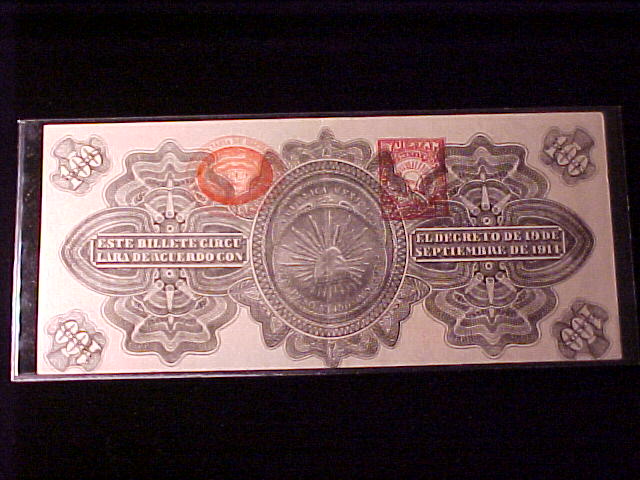 100
100
ESTE BILLETE CIRCU
LARA DE ACUERDO CON
EL DECRETO DE 19 DE
SEPTIEMBRE DE 1914
100
100